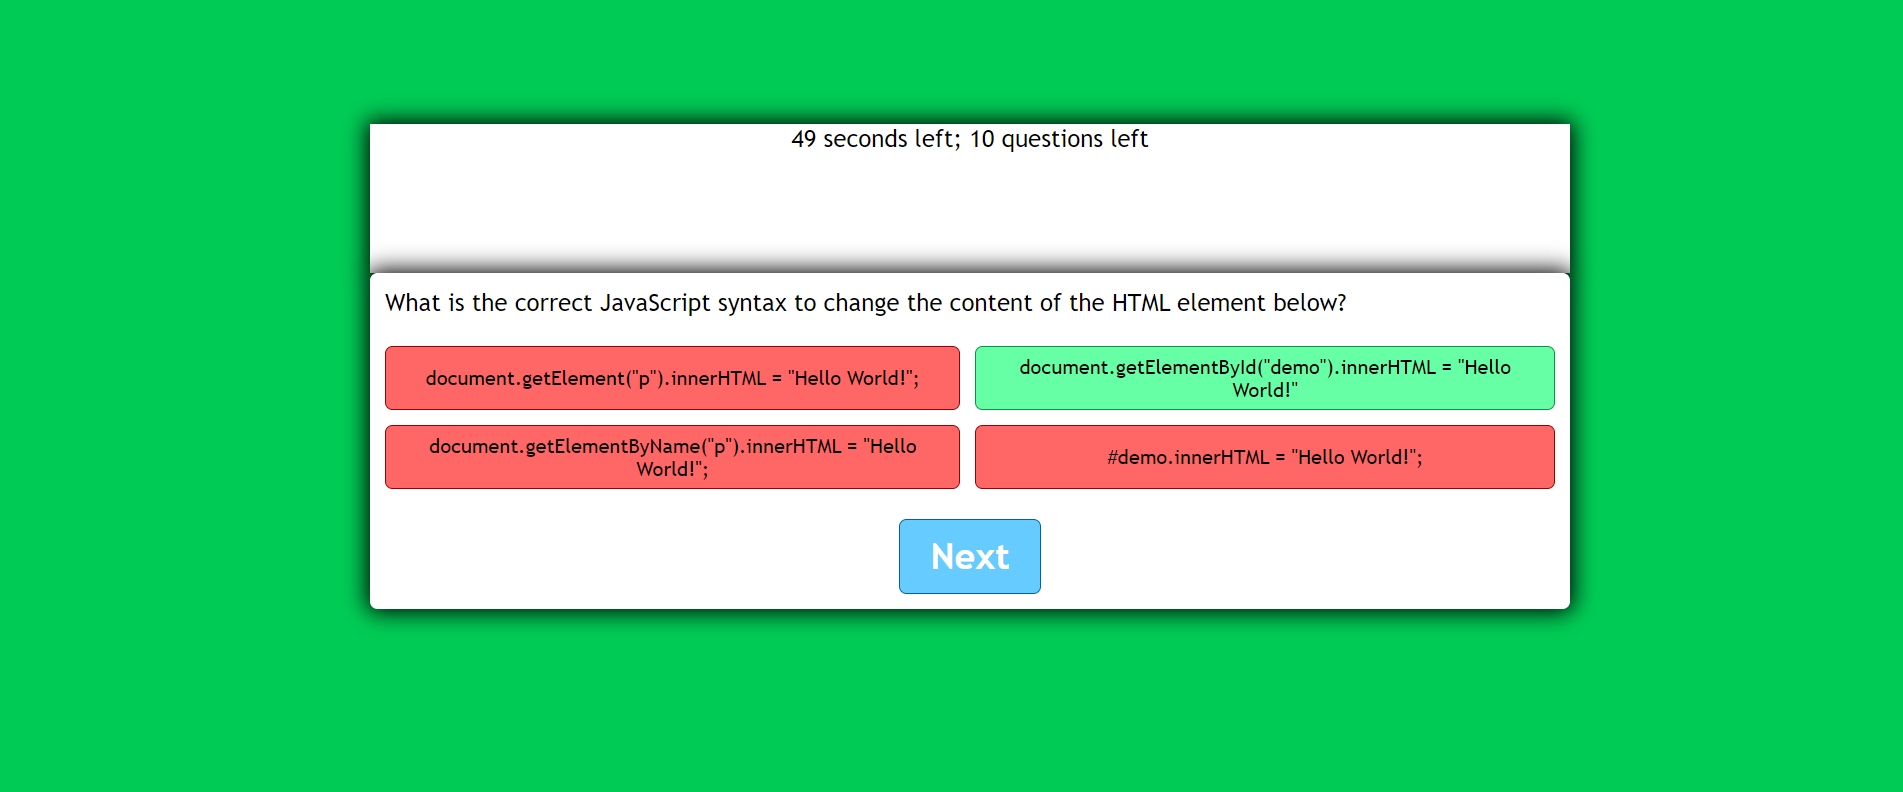 49 seconds left; 10 questions left
What is the correct JavaScript syntax to change the content of the HTML element below?
document.getElement("p").innerHTML = "Hello World!";
document.getElementById("demo").innerHTML = "Hello
World!"
document.getElementByName("p").innerHTML = "Hello
World!";
#demo.innerHTML = "Hello World!";
Next